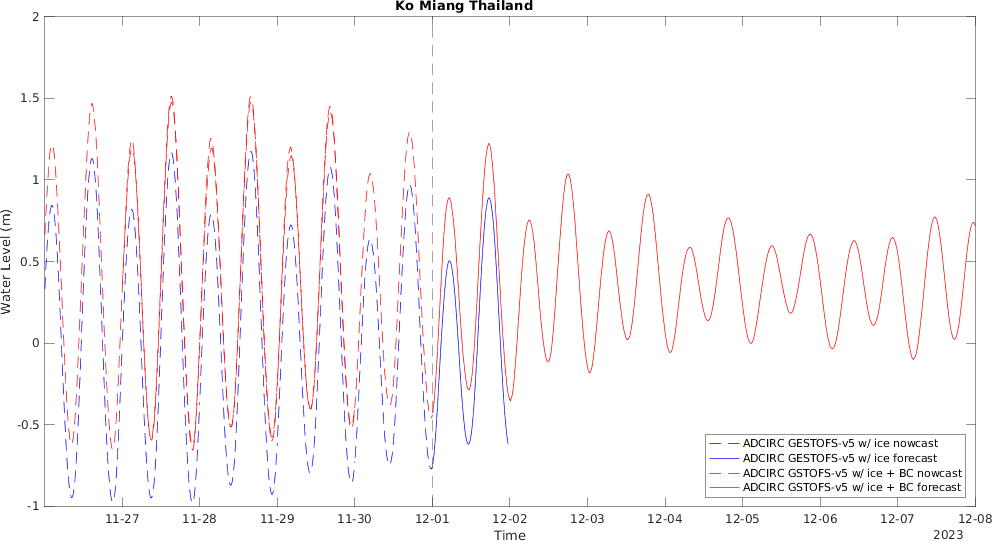 Ko Miang Thailand
2
1.5
1
0.5
0
-0.5
-1
Water Level (m)
11-27 11-28 11-29 11-30 12-01 12-02 12-03 12-04 12-05 12-06 12-07 12-08
Time
2023
ADCIRC GESTOFS-v5 w/ ice nowcast
ADCIRC GESTOFS-v5 w/ ice forecast
ADCIRC GSTOFS-v5 w/ ice + BC nowcast
ADCIRC GSTOFS-v5 w/ ice + BC forecast